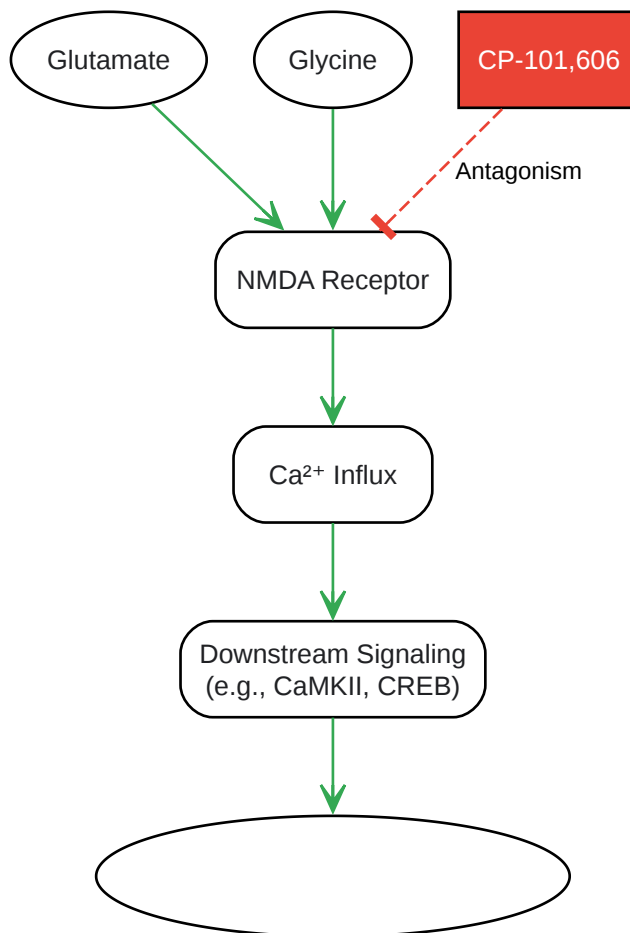 Glutamate
Glycine
CP-101,606
Antagonism
NMDA Receptor
Ca²⁺ Influx
Downstream Signaling
(e.g., CaMKII, CREB)